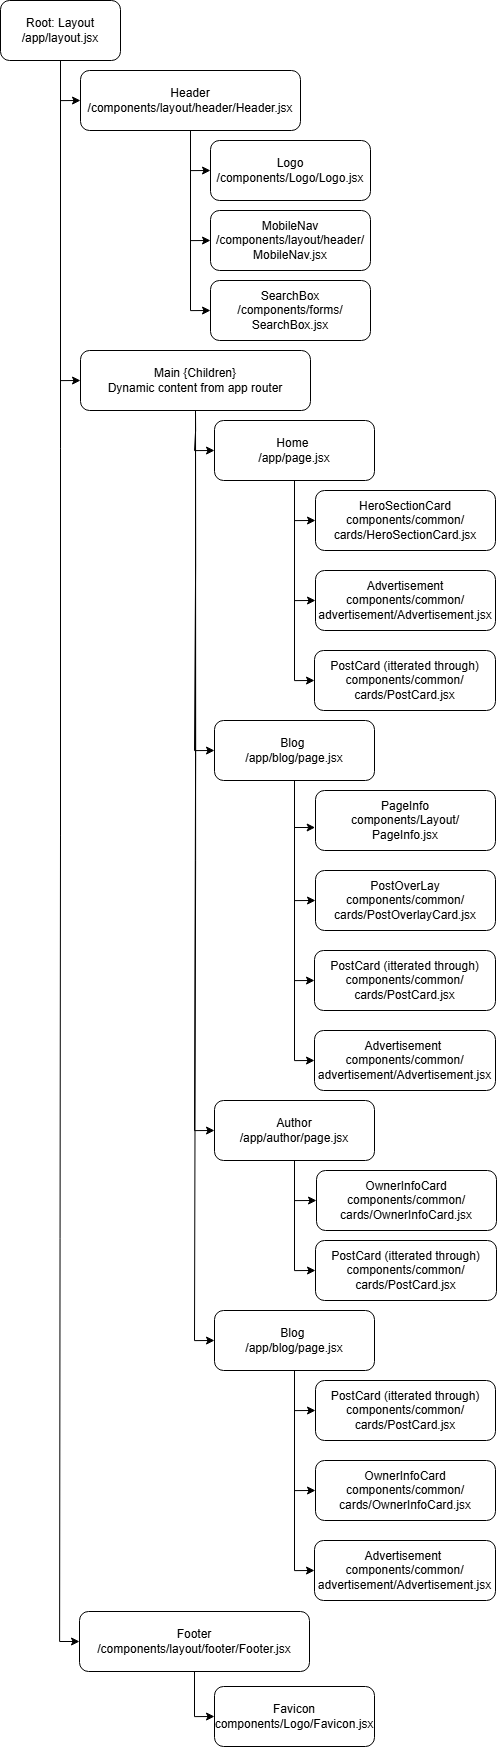 Root: Layout
/app/layout.jsx
Header
/components/layout/header/Header.jsx
Logo
/components/Logo/Logo.jsx
MobileNav
/components/layout/header/
MobileNav.jsx
SearchBox
/components/forms/
SearchBox.jsx
Main {Children}
Dynamic content from app router
Home
/app/page.jsx
HeroSectionCard
components/common/
cards/HeroSectionCard.jsx
Advertisement
components/common/
advertisement/Advertisement.jsx
PostCard (itterated through)
components/common/
cards/PostCard.jsx
Blog
/app/blog/page.jsx
PageInfo
components/Layout/
PageInfo.jsx
PostOverLay
components/common/
cards/PostOverlayCard.jsx
PostCard (itterated through)
components/common/
cards/PostCard.jsx
Advertisement
components/common/
advertisement/Advertisement.jsx
Author
/app/author/page.jsx
OwnerInfoCard
components/common/
cards/OwnerInfoCard.jsx
PostCard (itterated through)
components/common/
cards/PostCard.jsx
Blog
/app/blog/page.jsx
PostCard (itterated through)
components/common/
cards/PostCard.jsx
OwnerInfoCard
components/common/
cards/OwnerInfoCard.jsx
Advertisement
components/common/
advertisement/Advertisement.jsx
Footer
/components/layout/footer/Footer.jsx
Favicon
components/Logo/Favicon.jsx